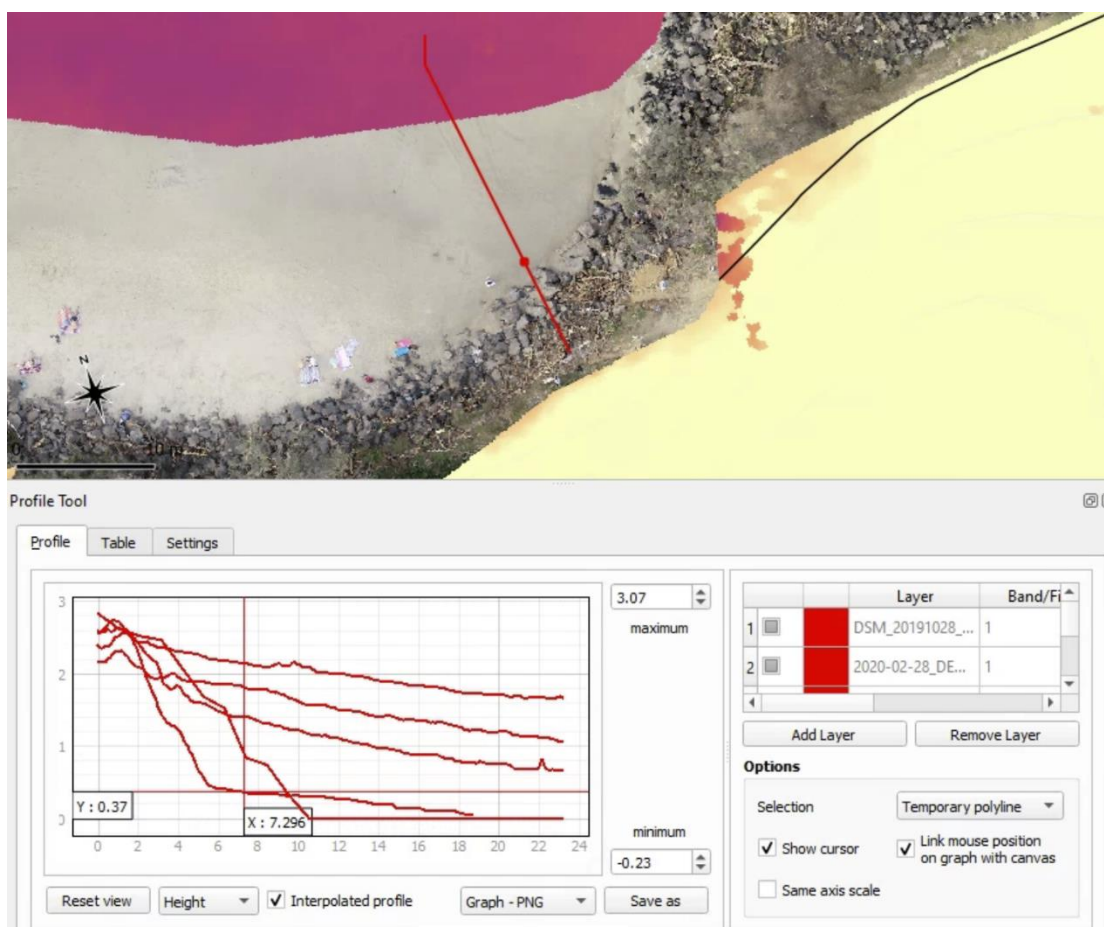 N
0
10 m
Profile Tool
Profile Table Settings
3
2
1
0
Y : 0.37
X : 7.296
0 2 4 6 8 10 12 14 16 18 20 22 24
3.07
maximum
minimum
-0.23
Layer Band/Fi
1 DSM_20191028_... 1
2 2020-02-28_DE... 1
Add Layer Remove Layer
Options
Selection Temporary polyline
Show cursor
Link mouse position
on graph with canvas
Same axis scale
Reset view Height Interpolated profile Graph - PNG Save as